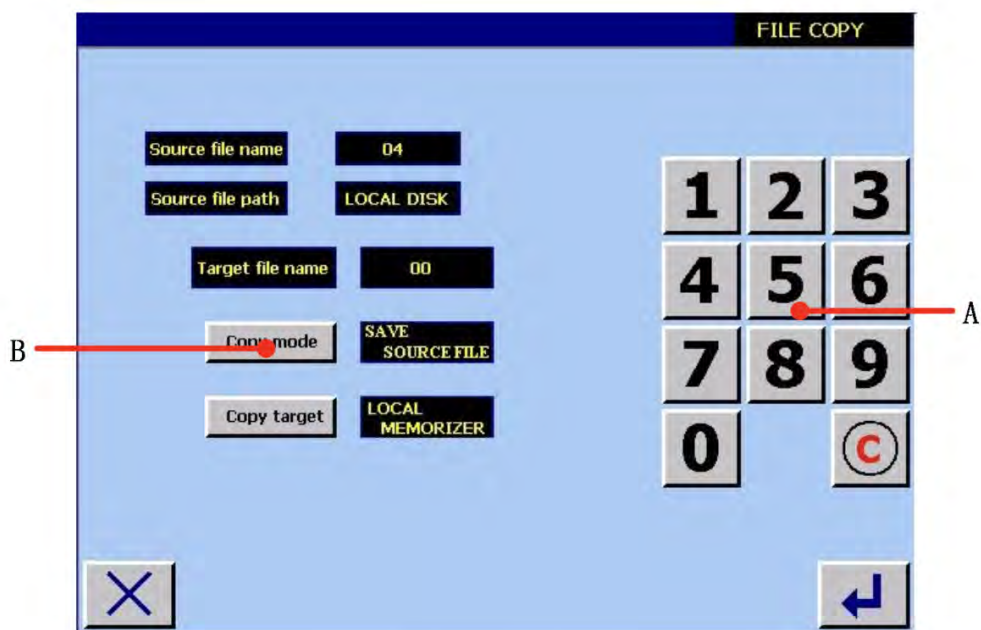 FILE COPY
Source file name 04
Source file path LOCAL DISK
Target file name 00
Copy mode SAVE
SOURCE FILE
Copy target LOCAL
MEMORIZER
1 2 3
4 5 6
7 8 9
0 C
A
B